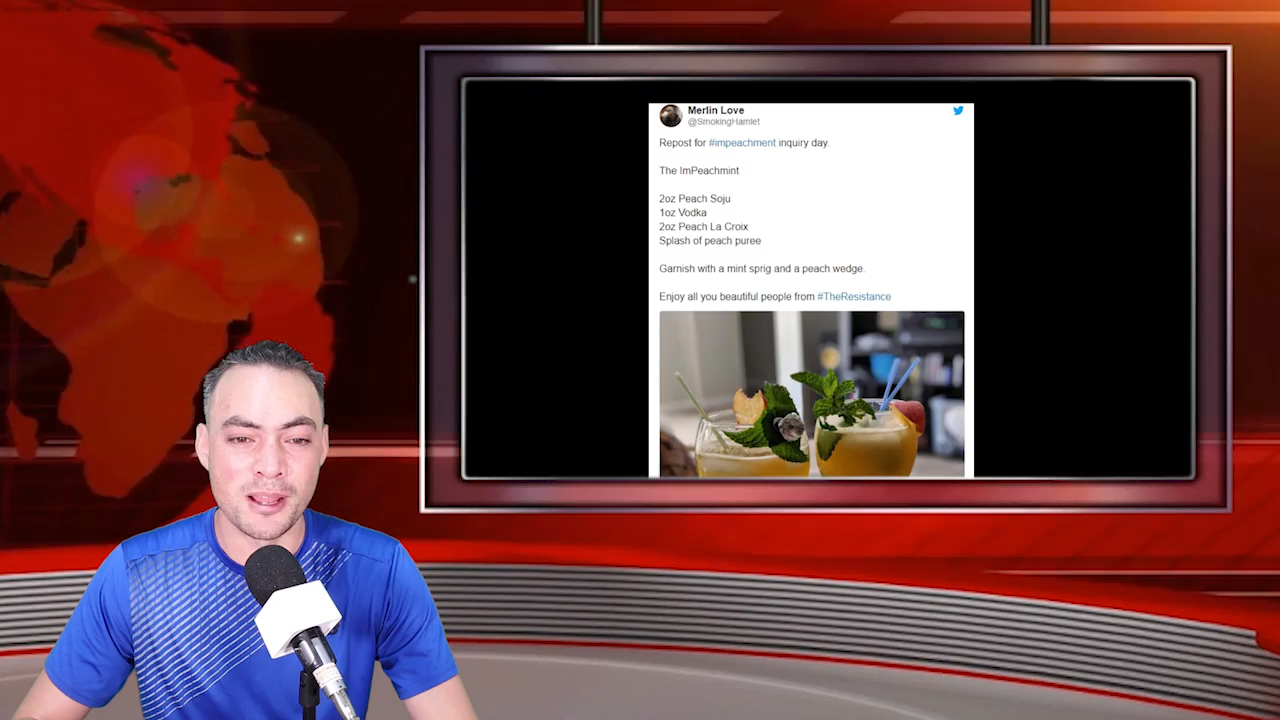 Merlin Love
@SmokingHamlet
Repost for #impeachment inquiry day.
The ImPeachmint
2oz Peach Soju
1oz Vodka
2oz Peach La Croix
Splash of peach puree
Garnish with a mint sprig and a peach wedge.
Enjoy all you beautiful people from #TheResistance